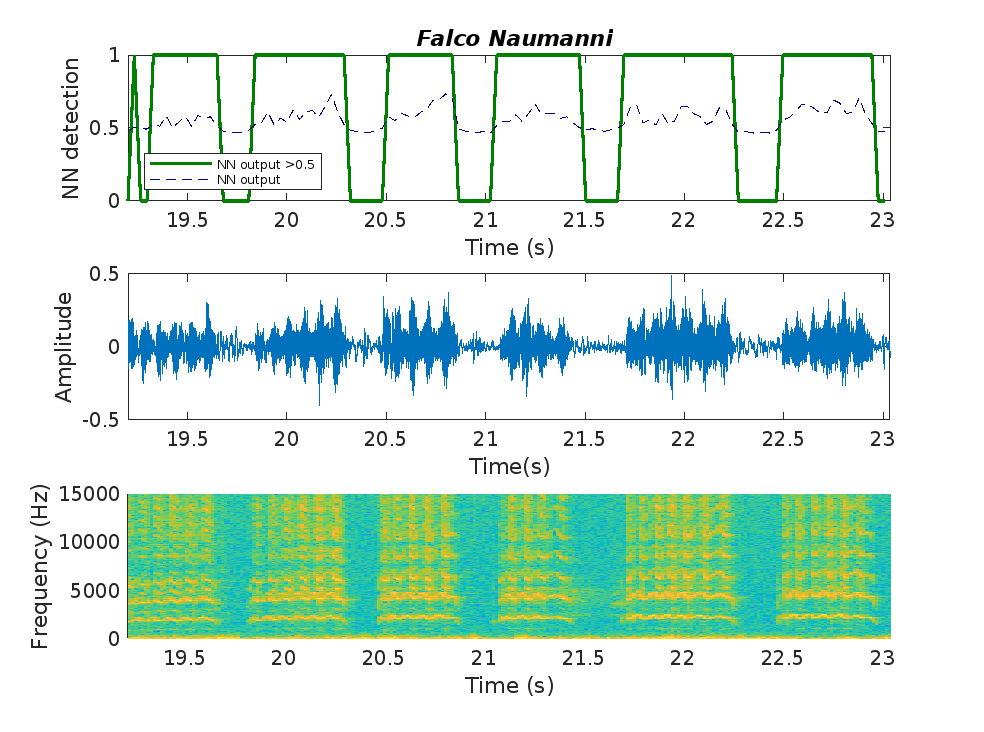 Falco Naumanni
NN detection
1
0.5
0
NN output >0.5
NN output
19.5 20 20.5 21 21.5 22 22.5 23
Time (s)
Amplitude
0.5
0
-0.5
19.5 20 20.5 21 21.5 22 22.5 23
Time(s)
Frequency (Hz)
15000
10000
5000
0
19.5 20 20.5 21 21.5 22 22.5 23
Time (s)